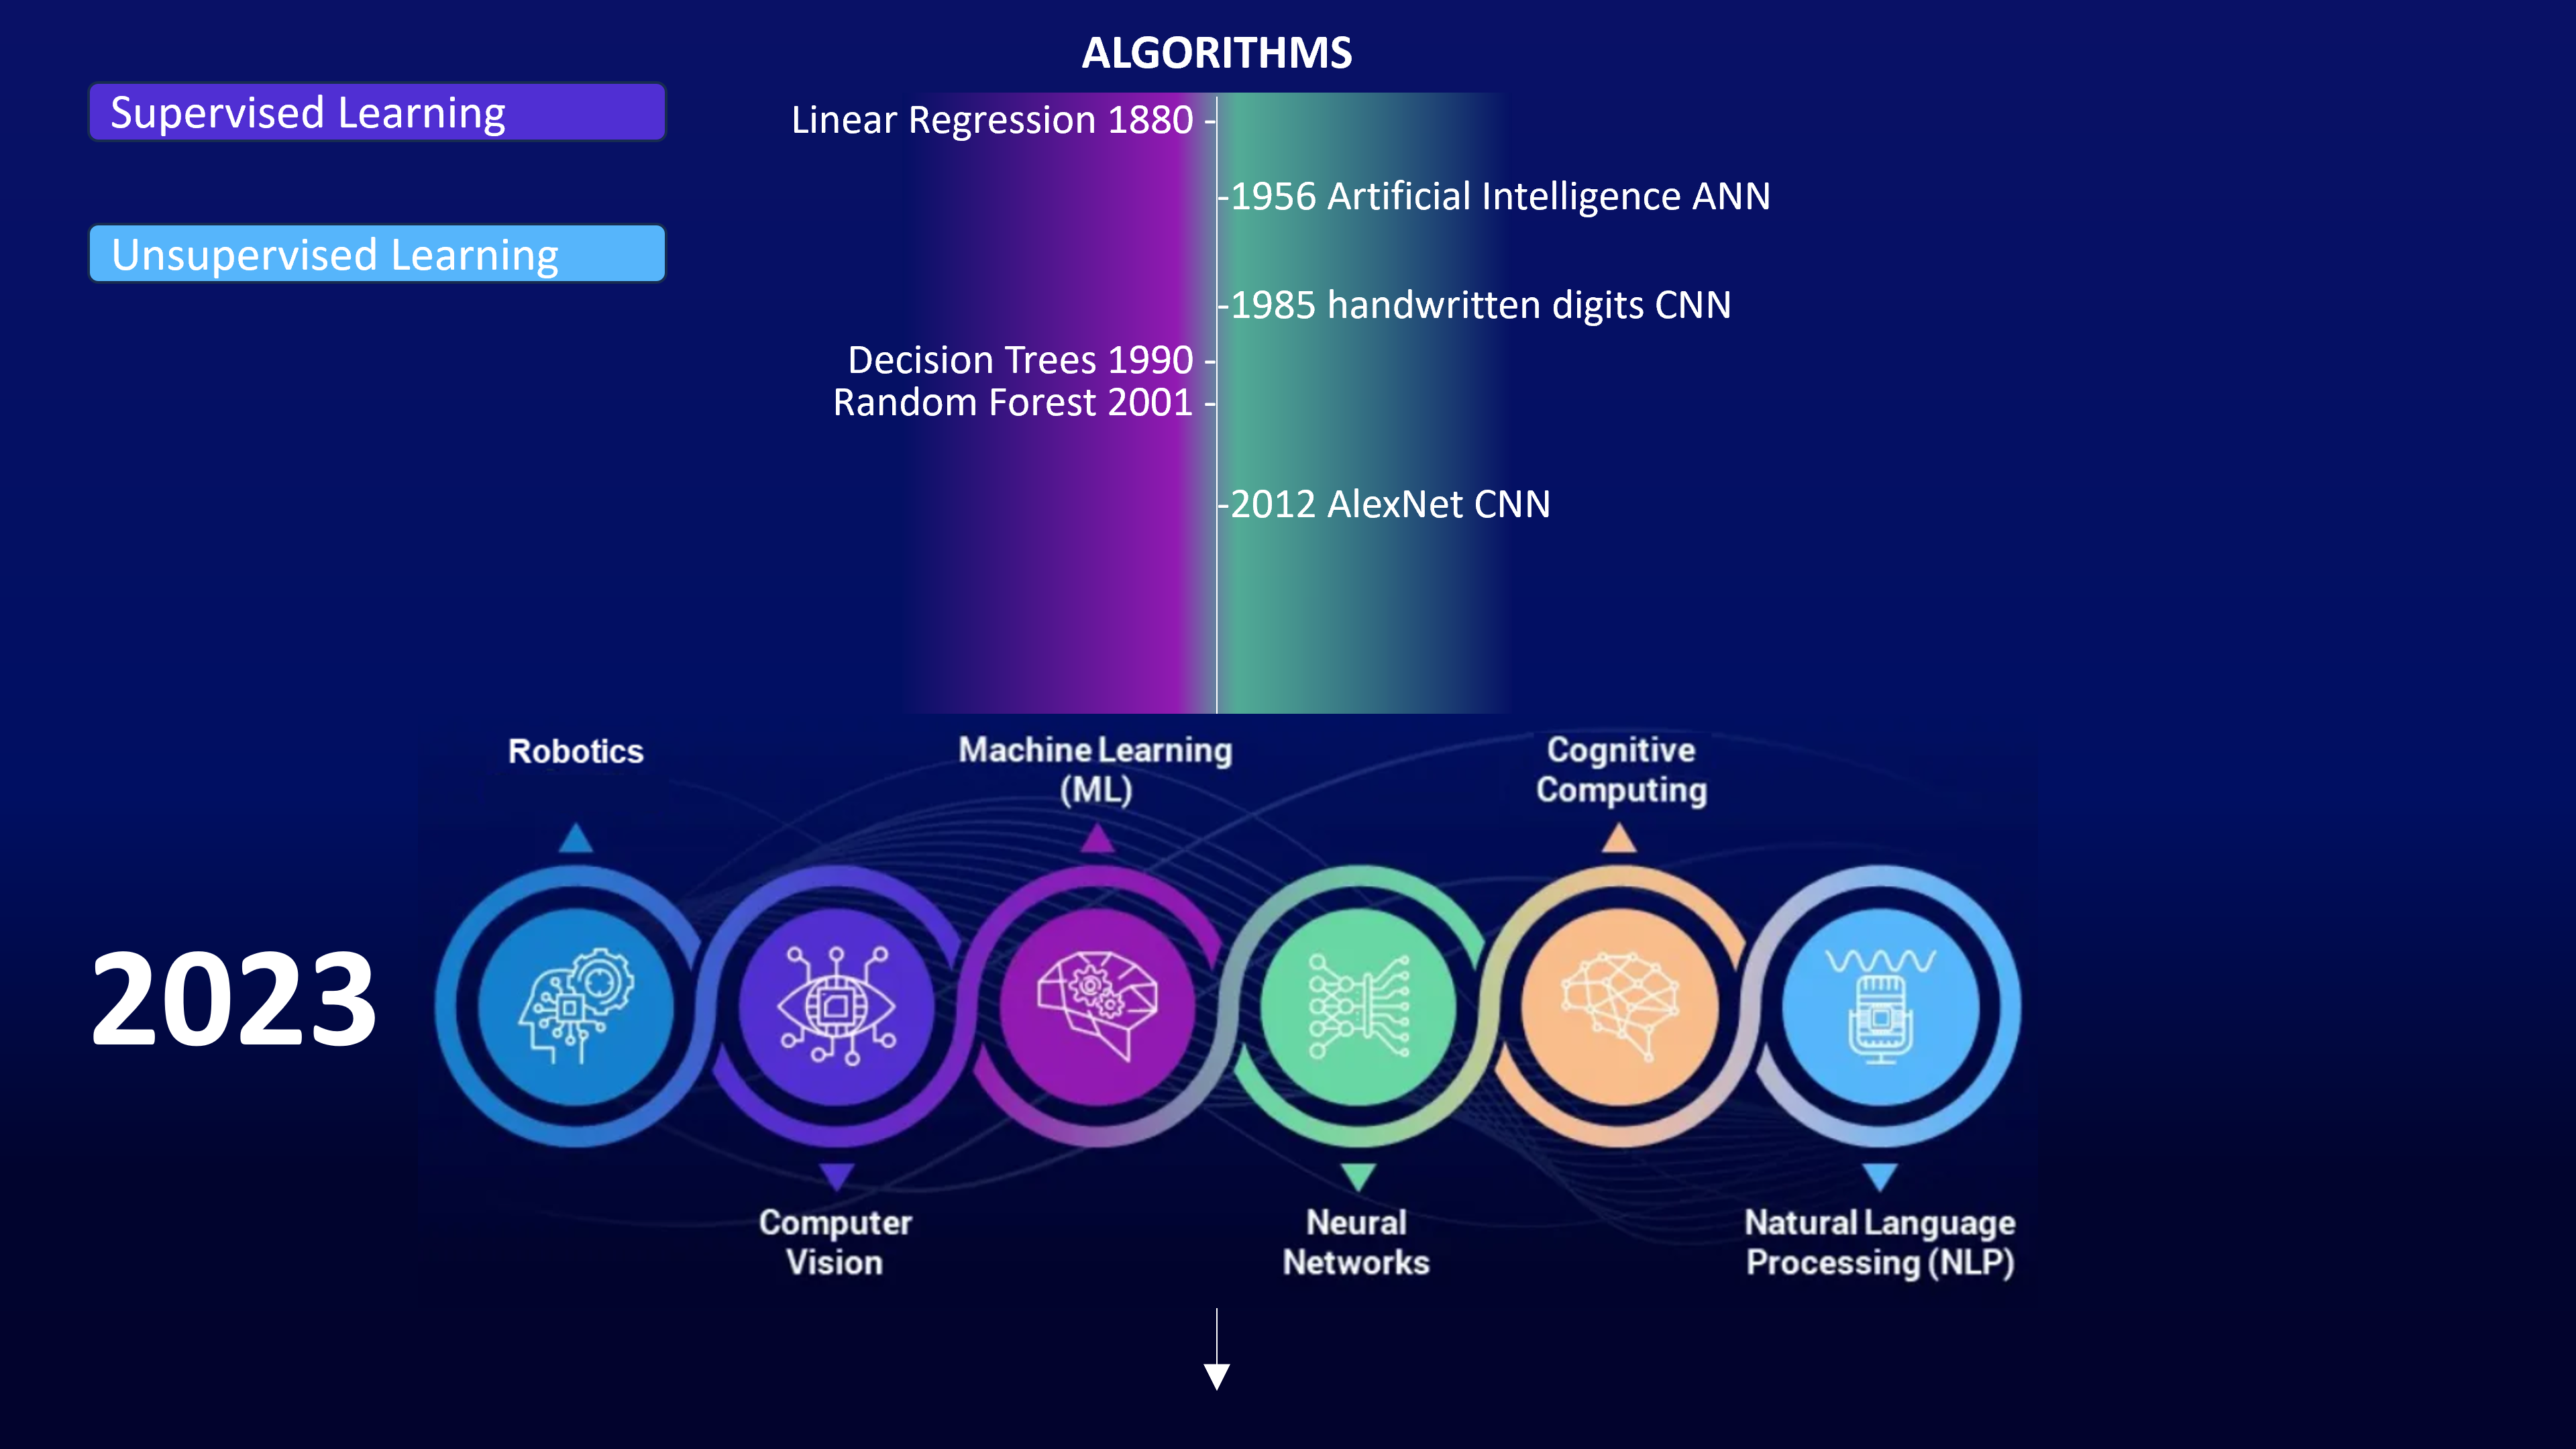 ALGORITHMS
Supervised Learning
Unsupervised Learning
Linear Regression 1880 -
-1956 Artificial Intelligence ANN
-1985 handwritten digits CNN
Decision Trees 1990 -
Random Forest 2001 -
-2012 AlexNet CNN
Robotics
Machine Learning
(ML)
Cognitive
Computing
2023
Computer
Vision
Neural
Networks
Natural Language
Processing (NLP)